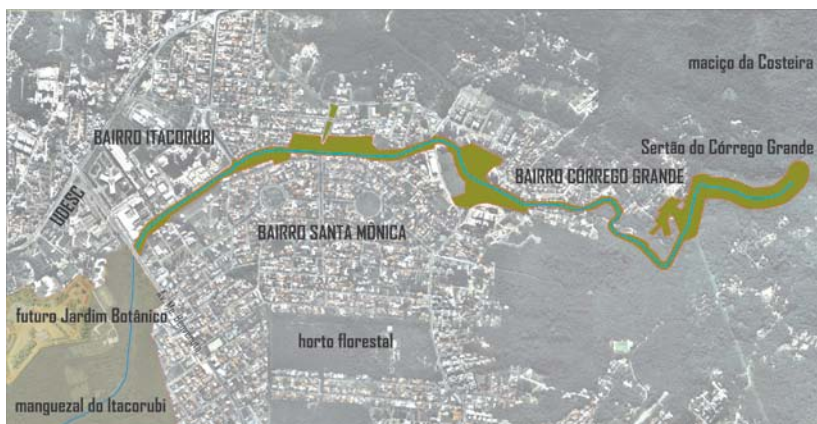 maciço da Costeira
BAIRRO ITACORUBI
Sertão do Córrego Grande
BAIRRO CÓRREGO GRANDE
UDESC
BAIRRO SANTA MÔNICA
futuro Jardim Botânico
horto florestal
manguezal do Itacorubi